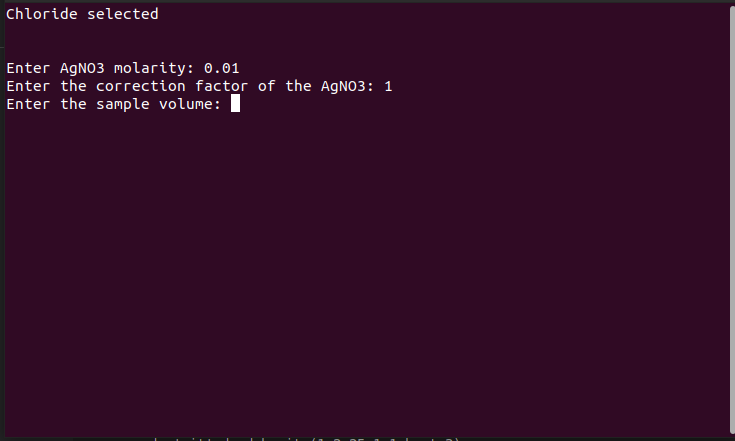 Chloride selected
Enter AgNO3 molarity: 0.01
Enter the correction factor of the AgNO3: 1
Enter the sample volume: